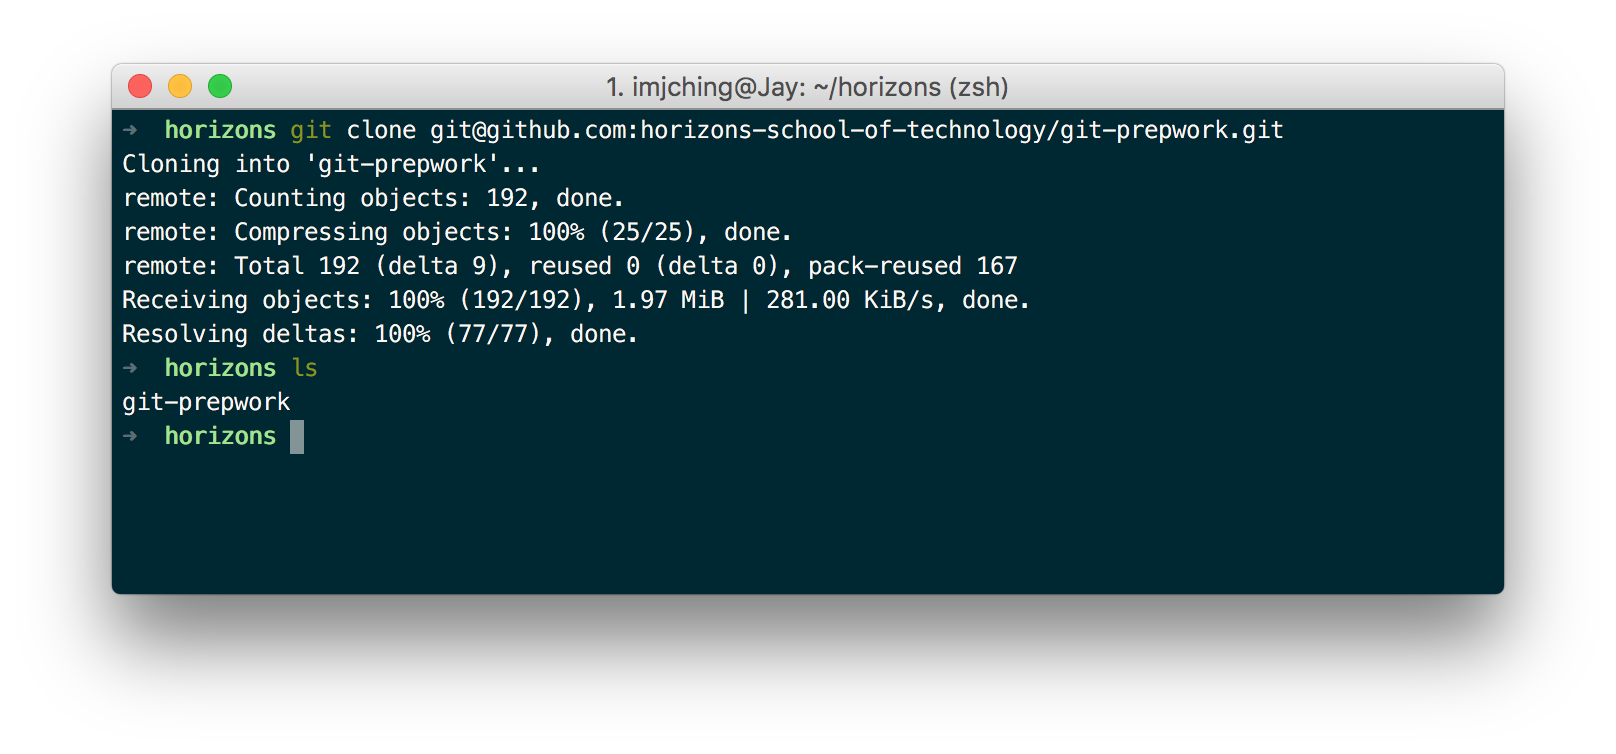 1. imjching@Jay: ~/horizons (zsh)
➜  horizons git clone git@github.com:horizons-school-of-technology/git-prepwork.git
Cloning into 'git-prepwork'...
remote: Counting objects: 192, done.
remote: Compressing objects: 100% (25/25), done.
remote: Total 192 (delta 9), reused 0 (delta 0), pack-reused 167
Receiving objects: 100% (192/192), 1.97 MiB | 281.00 KiB/s, done.
Resolving deltas: 100% (77/77), done.
➜  horizons ls
git-prepwork
➜  horizons